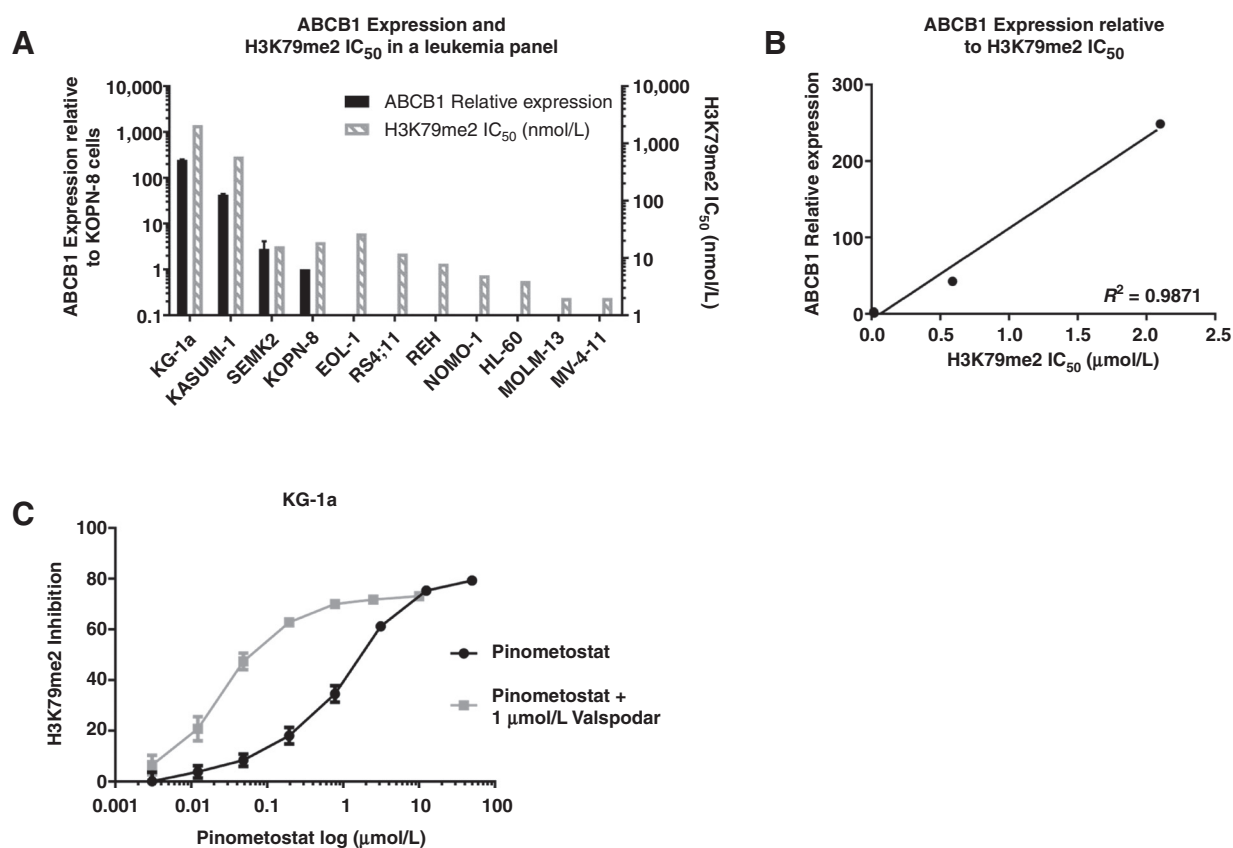 A
ABCB1 Expression and
H3K79me2 IC50 in a leukemia panel
ABCB1 Expression relative
to KOPN-8 cells
10,000
1,000
100
10
1
0.1
ABCB1 Relative expression
H3K79me2 IC50 (nmol/L)
10,000
1,000
100
10
1
H3K79me2 IC50 (nmol/L)
KG-1a
KASUMI-1
SEMK2
KOPN-8
EOL-1
RS4;11
REH
NOMO-1
HL-60
MOLM-13
MV-4-11
B
ABCB1 Expression relative
to H3K79me2 IC50
ABCB1 Relative expression
300
200
100
0
R2 = 0.9871
0.0
0.5
1.0
1.5
2.0
2.5
H3K79me2 IC50 (μmol/L)
C
KG-1a
H3K79me2 Inhibition
100
80
60
40
20
0
0.001
0.01
0.1
1
10
100
Pinometostat log (μmol/L)
Pinometostat
Pinometostat +
1 μmol/L Valspodar